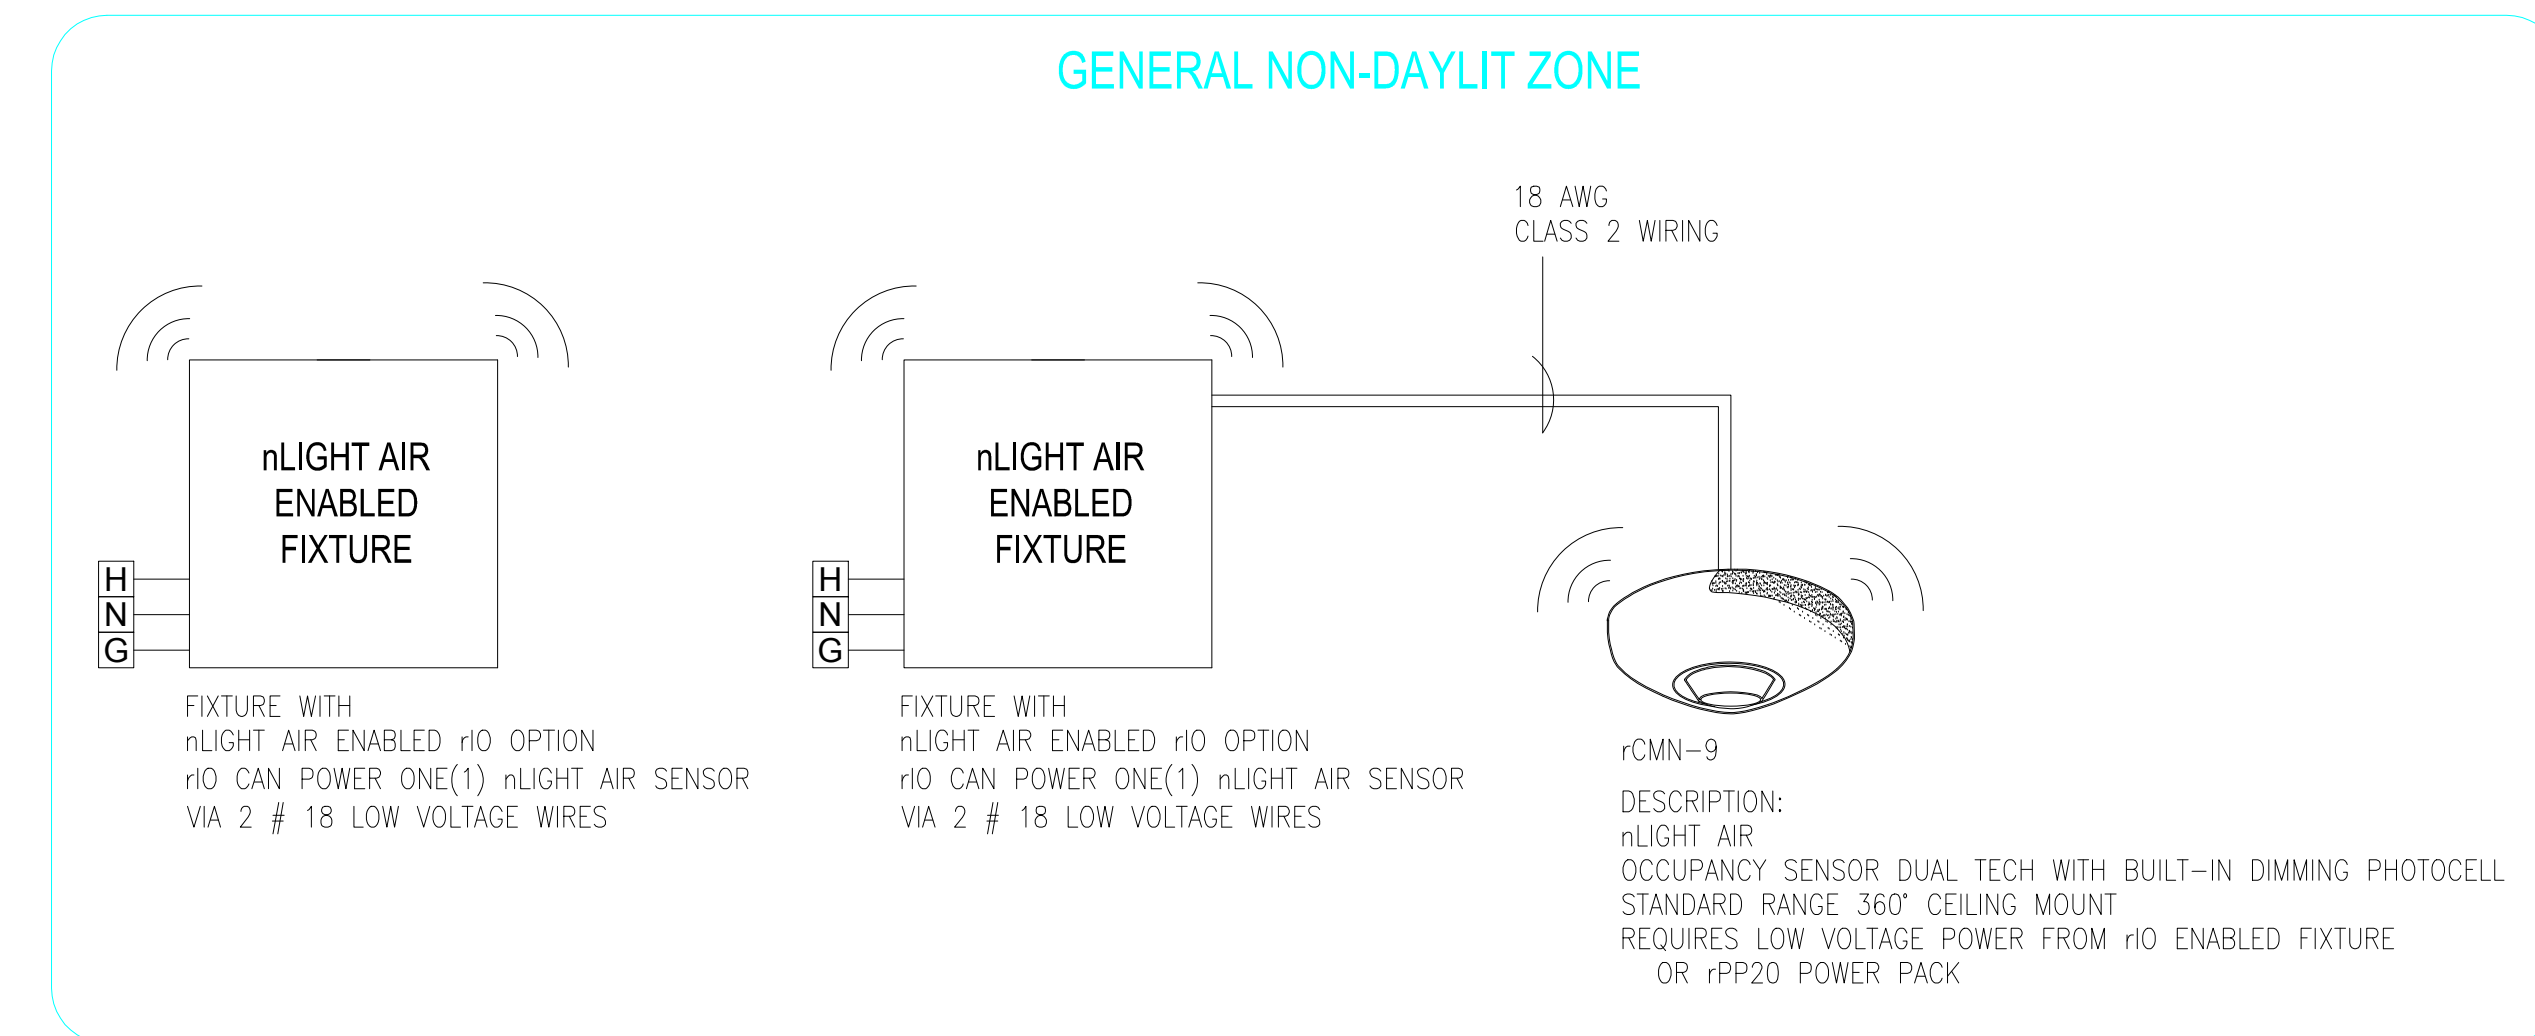 GENERAL NON-DAYLIT ZONE
18 AWG
CLASS 2 WIRING
nLIGHT AIR
ENABLED
FIXTURE
H
N
G
FIXTURE WITH
nLIGHT AIR ENABLED rIO OPTION
rIO CAN POWER ONE(1) nLIGHT AIR SENSOR
VIA 2 # 18 LOW VOLTAGE WIRES
nLIGHT AIR
ENABLED
FIXTURE
H
N
G
FIXTURE WITH
nLIGHT AIR ENABLED rIO OPTION
rIO CAN POWER ONE(1) nLIGHT AIR SENSOR
VIA 2 # 18 LOW VOLTAGE WIRES
rCMN-9
DESCRIPTION:
nLIGHT AIR
OCCUPANCY SENSOR DUAL TECH WITH BUILT-IN DIMMING PHOTOCELL
STANDARD RANGE 360° CEILING MOUNT
REQUIRES LOW VOLTAGE POWER FROM rIO ENABLED FIXTURE
OR rPP20 POWER PACK